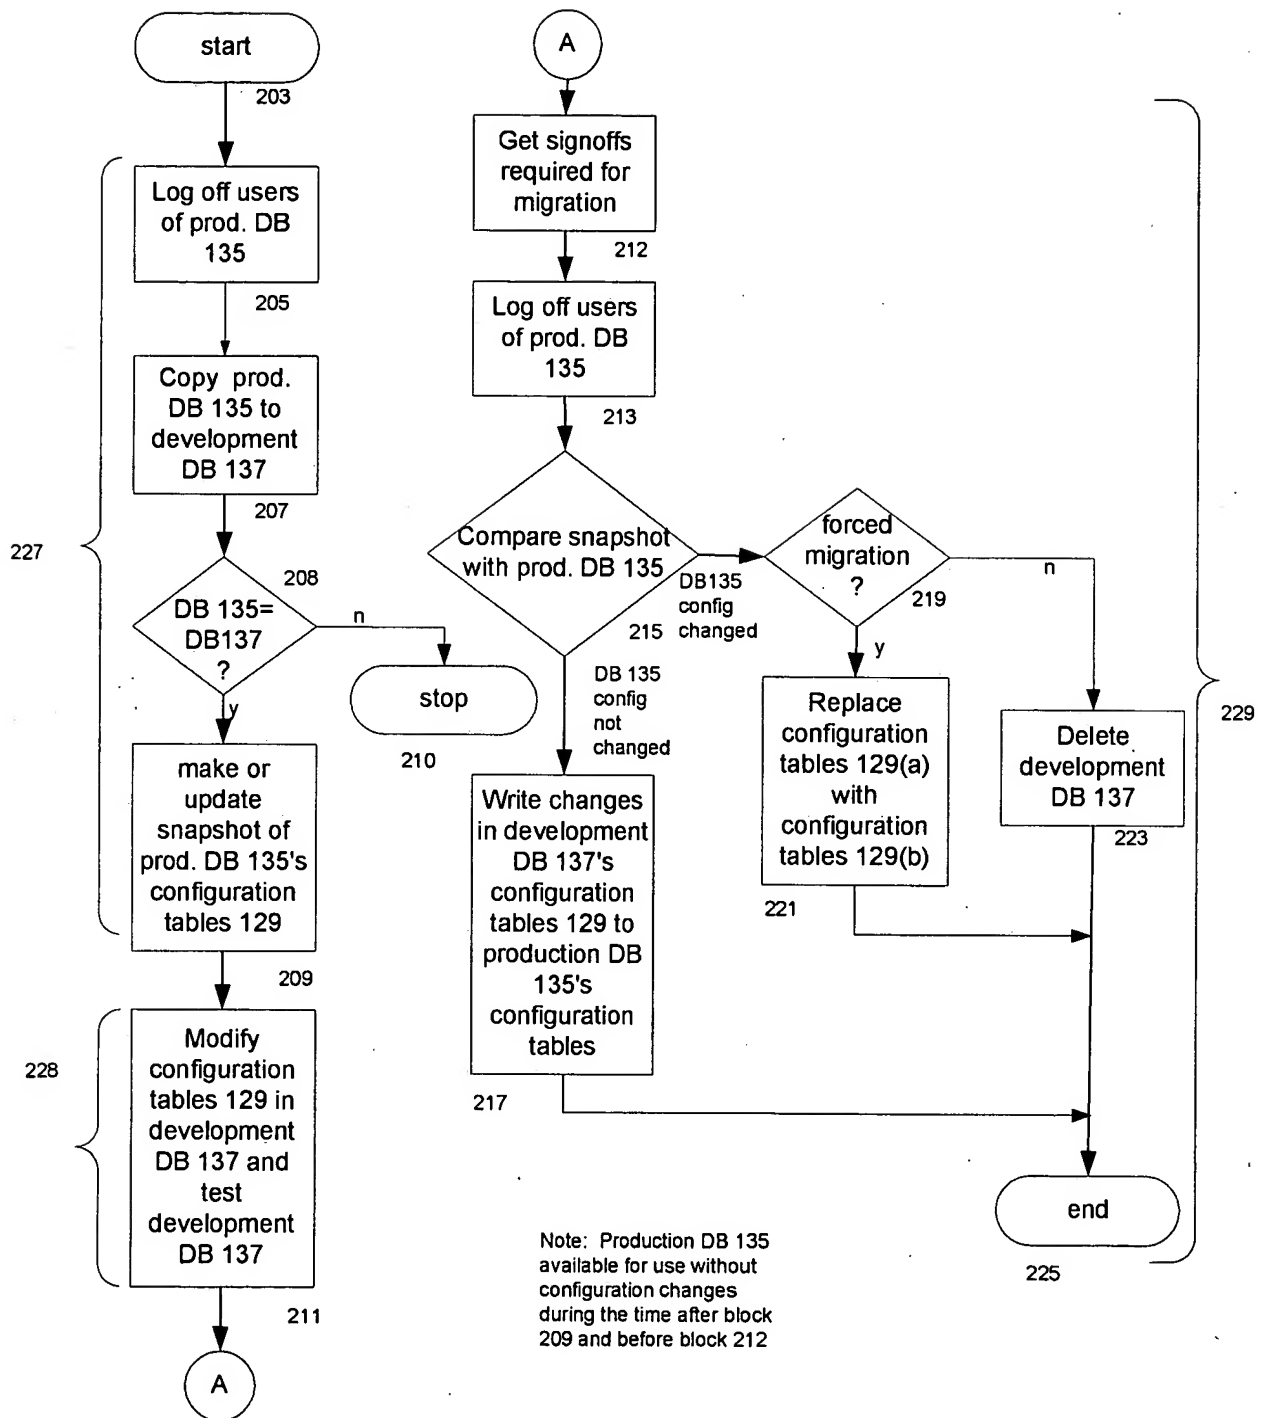 start
203
Log off users
of prod. DB
135
205
Copy prod.
DB 135 to
development
DB 137
207
227
208
DB 135=
DB137
?
n
y
stop
210
make or
update
snapshot of
prod. DB 135's
configuration
tables 129
209
228
Modify
configuration
tables 129 in
development
DB 137 and
test
development
DB 137
211
A
A
Get signoffs
required for
migration
212
Log off users
of prod. DB
135
213
Compare snapshot
with prod. DB 135
215
DB135
config
changed
DB 135
config
not
changed
forced
migration
?
219
n
y
Write changes
in development
DB 137's
configuration
tables 129 to
production DB
135's
configuration
tables
217
Replace
configuration
tables 129(a)
with
configuration
tables 129(b)
221
Delete
development
DB 137
223
229
end
225
Note: Production DB 135
available for use without
configuration changes
during the time after block
209 and before block 212